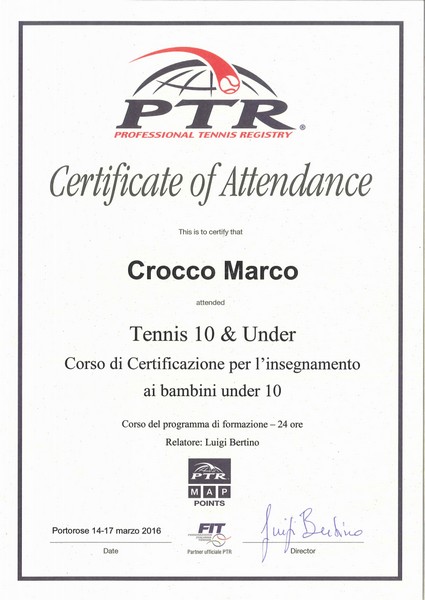 PTR®
PROFESSIONAL TENNIS REGISTRY
Certificate of Attendance
This is to certify that
Crocco Marco
attended
Tennis 10 & Under
Corso di Certificazione per l'insegnamento
ai bambini under 10
Corso del programma di formazione – 24 ore
Relatore: Luigi Bertino
PTR
MAP
POINTS
Portorose 14-17 marzo 2016
FIT
Luigi Bertino
Date
Partner ufficiale PTR
Director